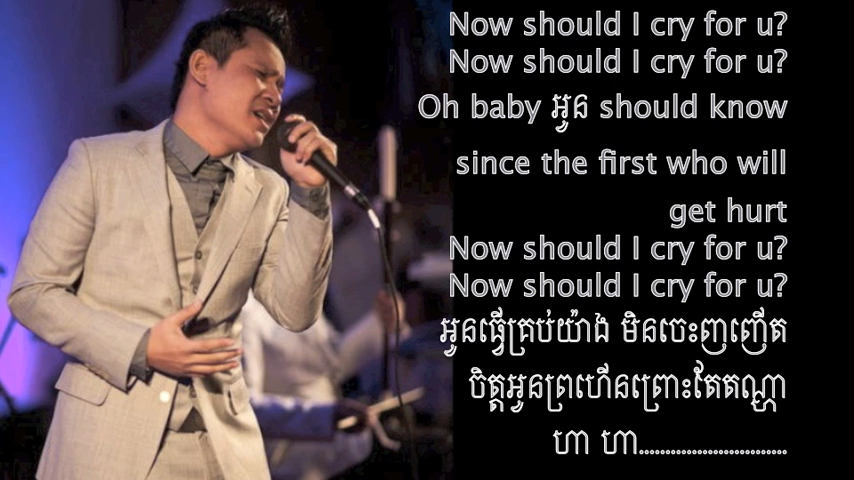 Now should I cry for u?
Now should I cry for u?
Oh baby អូន should know
since the first who will
get hurt
Now should I cry for u?
Now should I cry for u?
អូនធ្វើគ្រប់យ៉ាង មិនចេះញញើត
ចិត្តអូនព្រហើនព្រោះតែតណ្ហា
ហា ហា............................